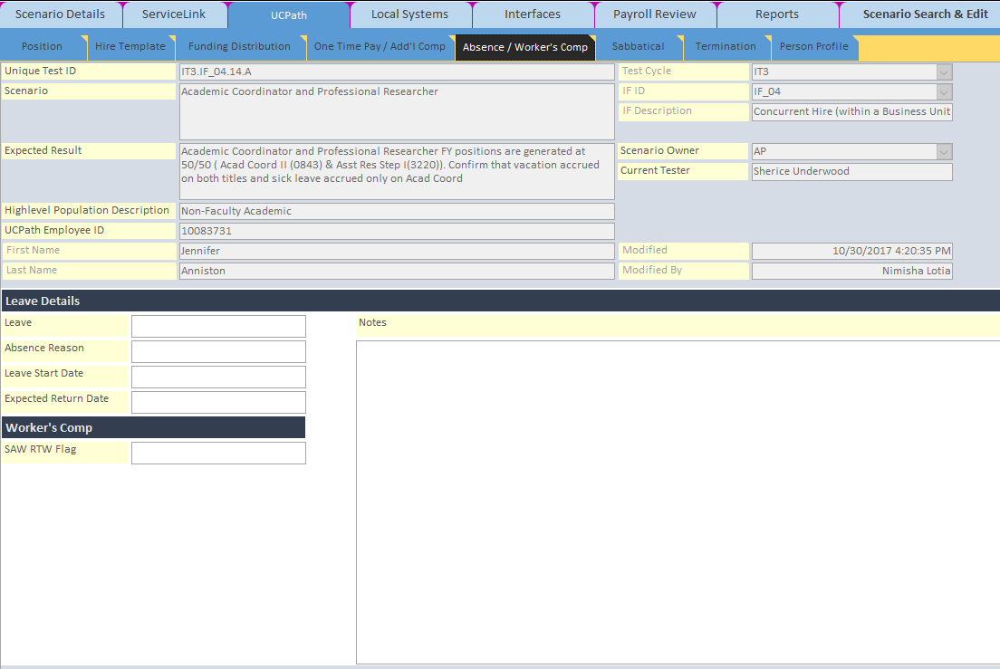 Scenario Details ServiceLink UCPath Local Systems Interfaces Payroll Review Reports Scenario Search & Edit
Position Hire Template Funding Distribution One Time Pay / Add'l Comp Absence / Worker's Comp Sabbatical Termination Person Profile
Unique Test ID IT3.IF_04.14.A Test Cycle IT3
Scenario Academic Coordinator and Professional Researcher IF ID IF_04
IF Description Concurrent Hire (within a Business Unit
Expected Result Academic Coordinator and Professional Researcher FY positions are generated at Scenario Owner AP
50/50 ( Acad Coord II (0843) & Asst Res Step I(3220)). Confirm that vacation accrued Current Tester Sherice Underwood
on both titles and sick leave accrued only on Acad Coord
Highlevel Population Description Non-Faculty Academic
UCPath Employee ID 10083731
First Name Jennifer Modified 10/30/2017 4:20:35 PM
Last Name Anniston Modified By Nimisha Lotia
Leave Details
Leave Notes
Absence Reason
Leave Start Date
Expected Return Date
Worker's Comp
SAW RTW Flag